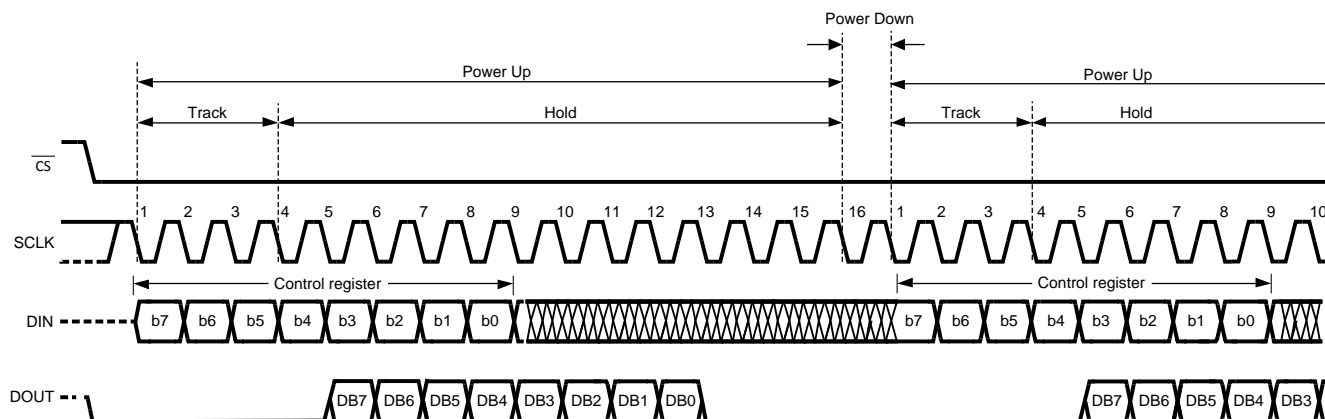 Power Down
Power Up
Power Up
Track Hold Track Hold
CS
1 2 3 4 5 6 7 8 9 10 11 12 13 14 15 16 1 2 3 4 5 6 7 8 9 10
SCLK
Control register Control register
DIN b7 b6 b5 b4 b3 b2 b1 b0 b7 b6 b5 b4 b3 b2 b1 b0
DOUT DB7 DB6 DB5 DB4 DB3 DB2 DB1 DB0 DB7 DB6 DB5 DB4 DB3